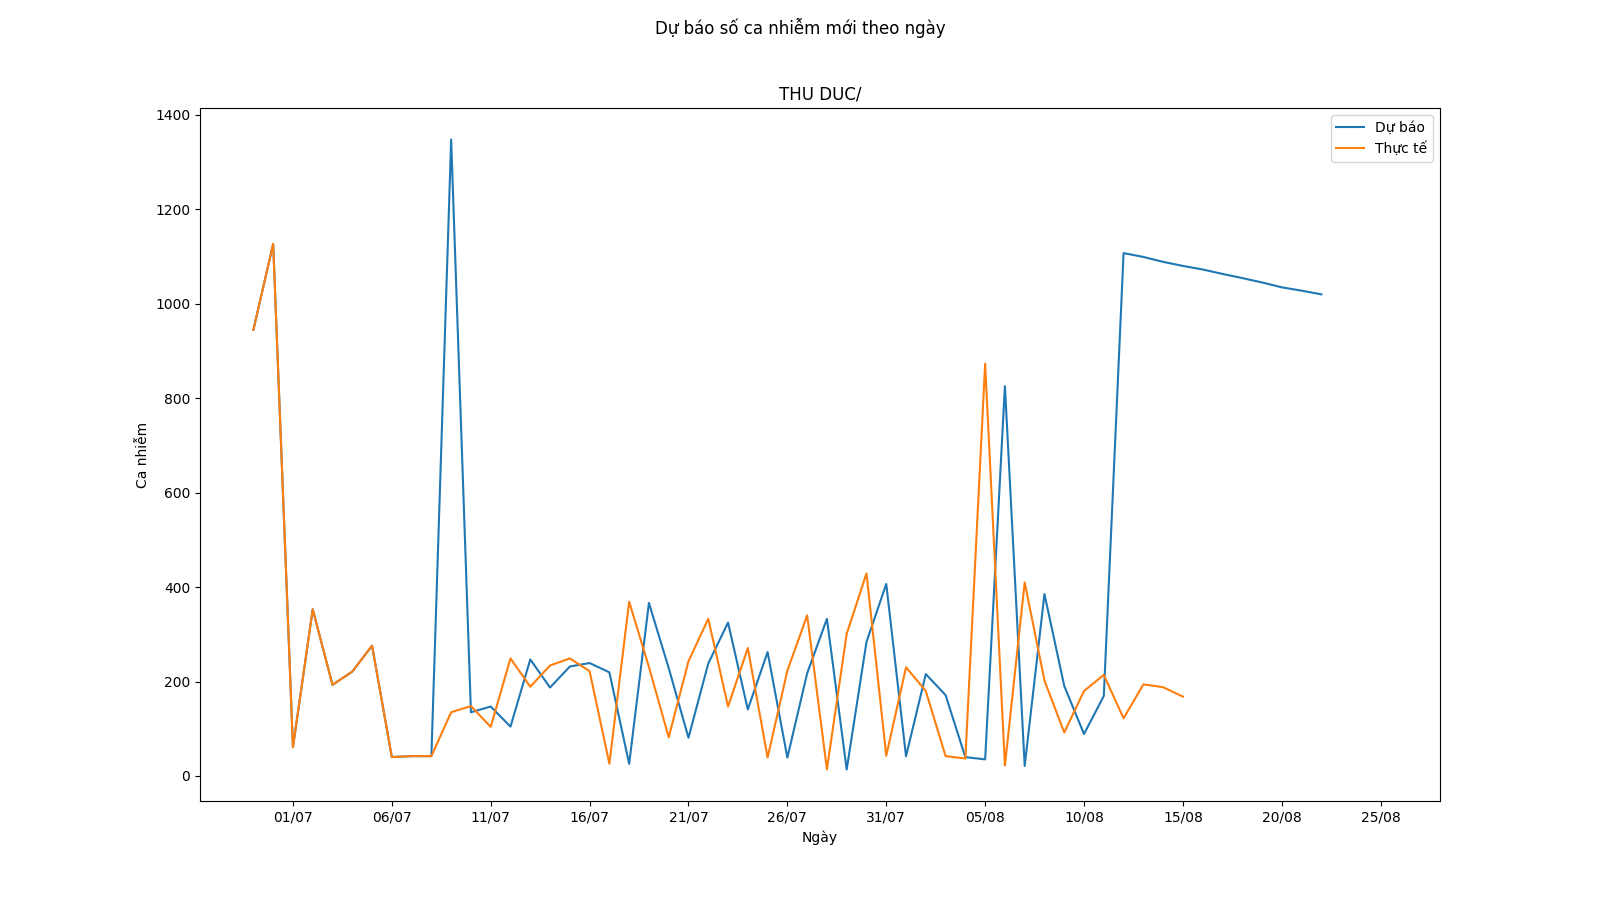 Dự báo số ca nhiễm mới theo ngày
THU DUC/
Dự báo
Thực tế
1400
1200
1000
800
600
400
200
0
Ca nhiễm
01/07 06/07 11/07 16/07 21/07 26/07 31/07 05/08 10/08 15/08 20/08 25/08
Ngày